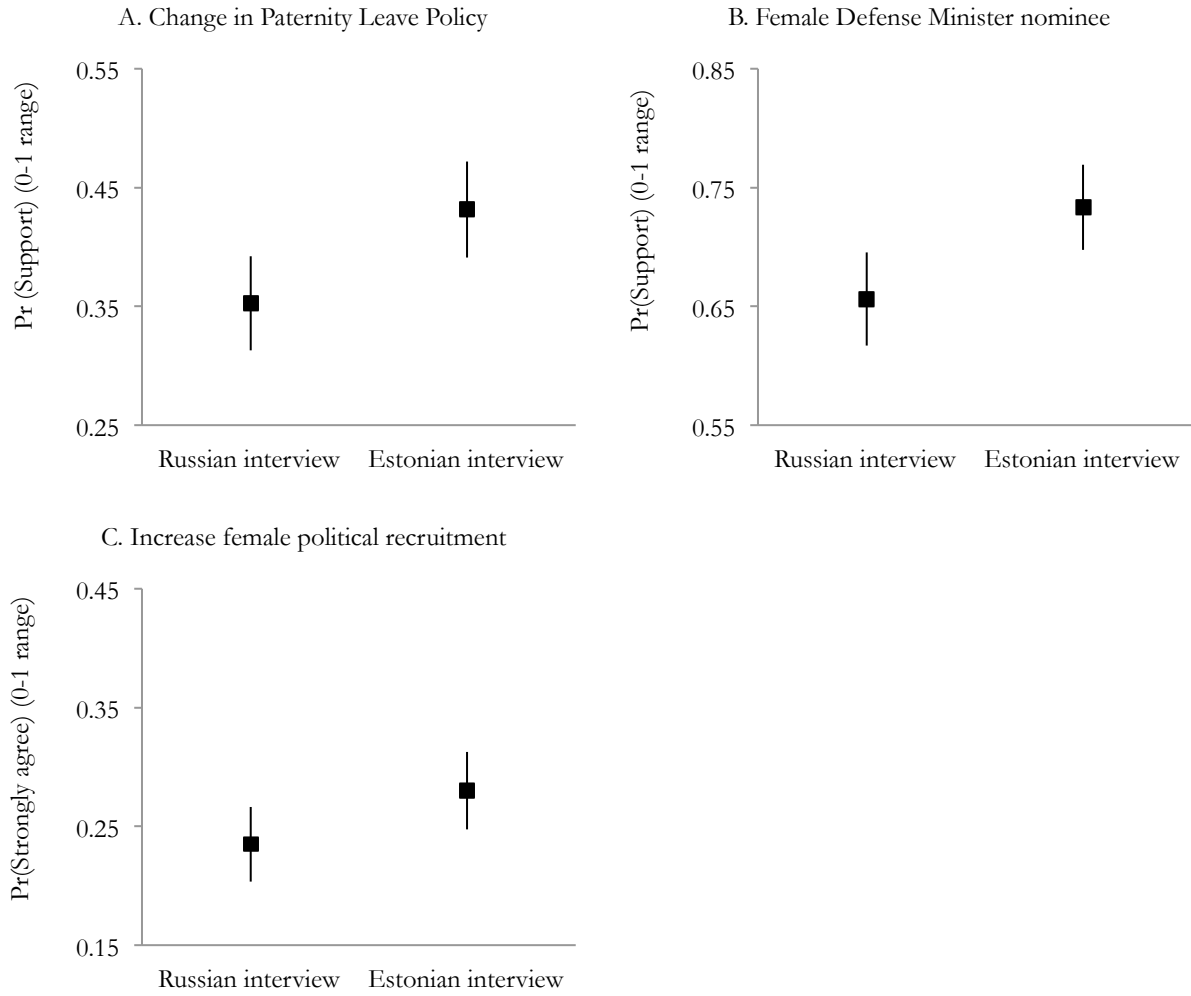 A. Change in Paternity Leave Policy
Pr (Support) (0-1 range)
0.55
0.45
0.35
0.25
Russian interview Estonian interview
B. Female Defense Minister nominee
Pr(Support) (0-1 range)
0.85
0.75
0.65
0.55
Russian interview Estonian interview
C. Increase female political recruitment
Pr(Strongly agree) (0-1 range)
0.45
0.35
0.25
0.15
Russian interview Estonian interview